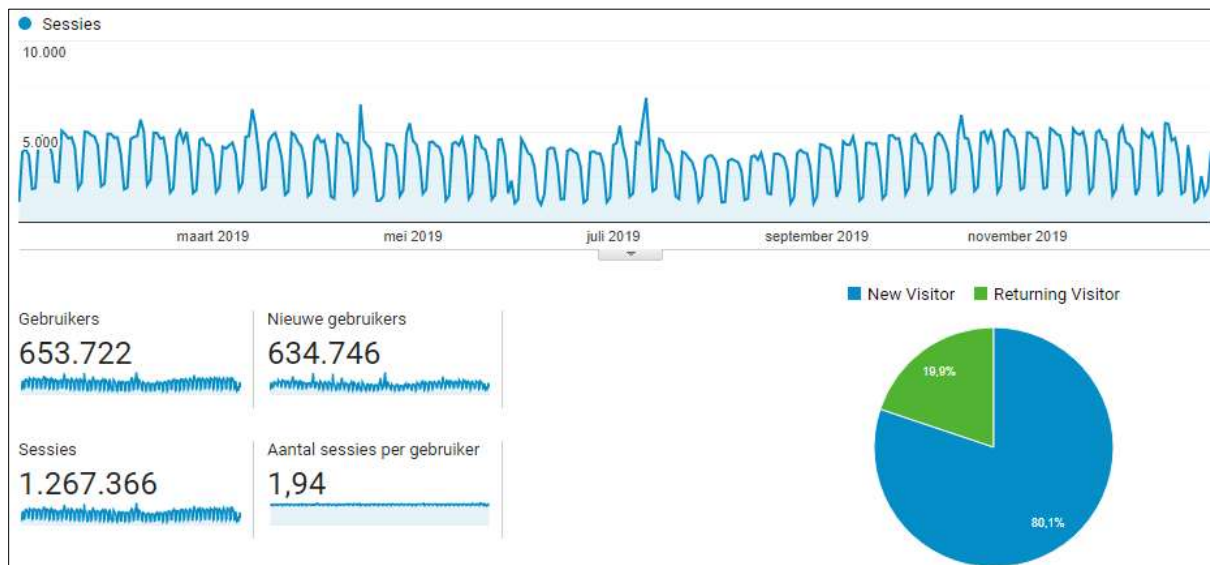 Sessies
10.000
5.000
maart 2019 mei 2019 juli 2019 september 2019 november 2019
New Visitor Returning Visitor
Gebruikers Nieuwe gebruikers
653.722 634.746
19,9%
Sessies Aantal sessies per gebruiker
1.267.366 1,94
80,1%